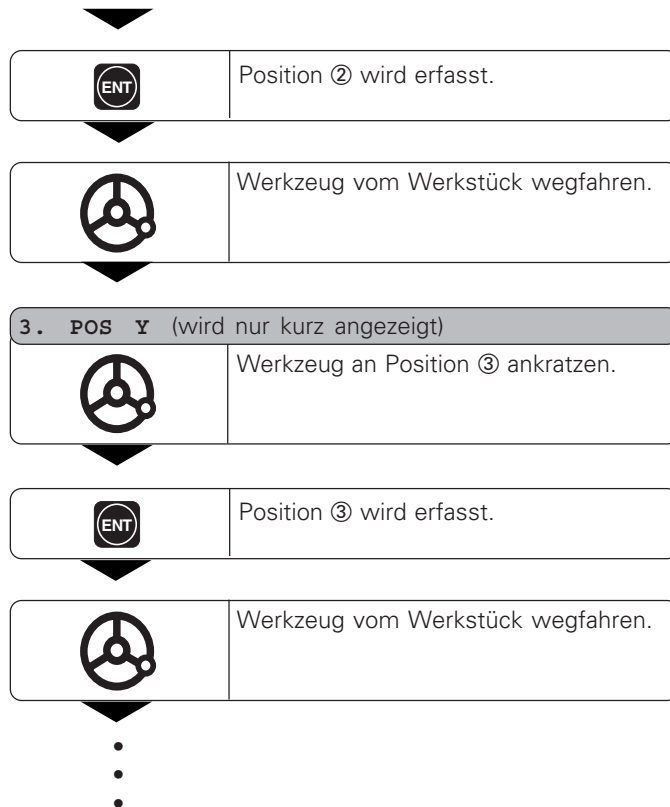 ENT
Position ② wird erfasst.
Werkzeug vom Werkstück wegfahren.
3. POS Y (wird nur kurz angezeigt)
Werkzeug an Position ③ ankratzen.
ENT
Position ③ wird erfasst.
Werkzeug vom Werkstück wegfahren.